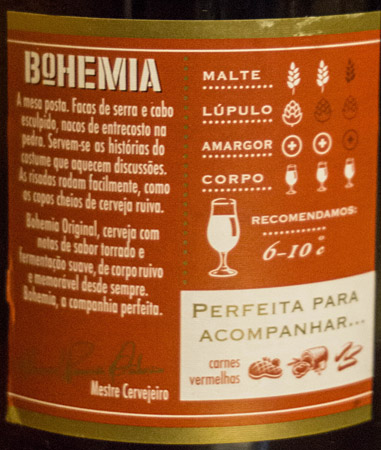 BOHEMIA
A mesa posta. Facas de serra e cabo
esculpido, nacos de entrecosto na
pedra. Servem-se as histórias do
costume que aquecem discussões.
As risadas rodam facilmente, como
os copos cheios de cerveja ruiva.
Bohemia Original, cerveja com
notas de sabor torrado e
fermentação suave, de corpo ruivo
e memorável desde sempre.
Bohemia, a companhia perfeita.
Mestre Cervejeiro
MALTE
LÚPULO
AMARGOR
CORPO
RECOMENDAMOS:
6-10°c
PERFEITA PARA
ACOMPANHAR...
carnes
vermelhas